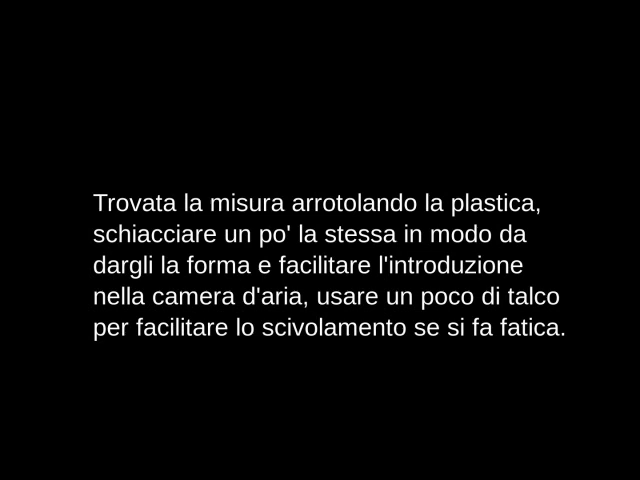 Trovata la misura arrotolando la plastica,
schiacciare un po' la stessa in modo da
dargli la forma e facilitare l'introduzione
nella camera d'aria, usare un poco di talco
per facilitare lo scivolamento se si fa fatica.